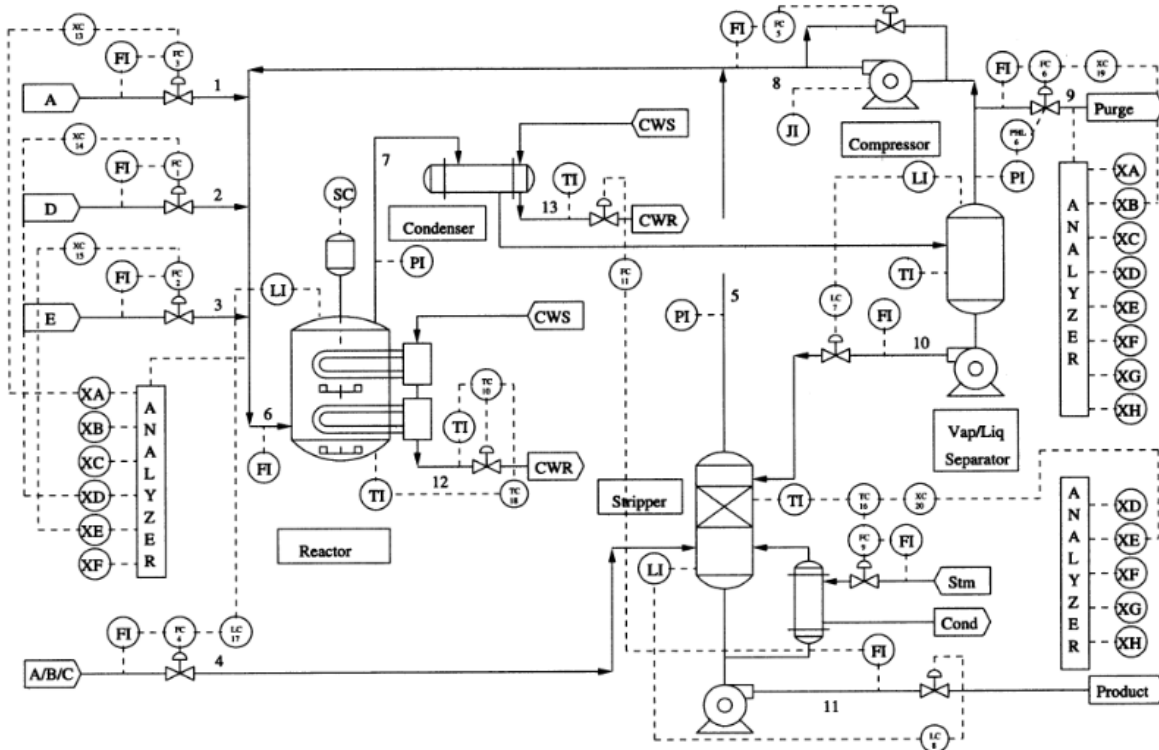 XC
13
FI
FC
3
A
1
XC
14
FI
FC
1
D
2
XC
15
FI
FC
2
E
3
LI
XA
XB
XC
XD
XE
XF
ANALYZER
6
FI
FI
FC
4
LC
17
A/B/C
4
SC
7
Condenser
PI
CWS
TI
13
CWR
FC
11
CWS
TC
10
TI
12
CWR
TI
TC
18
Reactor
FI
FC
5
8
JI
Compressor
FI
FC
6
XC
19
9
Purge
PHL
6
PI
LI
TI
LC
7
FI
10
Vap/Liq
Separator
PI
5
ANALYZER
XA
XB
XC
XD
XE
XF
XG
XH
Stripper
TI
TC
16
XC
20
FC
9
FI
Stm
Cond
LI
FI
11
LC
8
Product
ANALYZER
XD
XE
XF
XG
XH